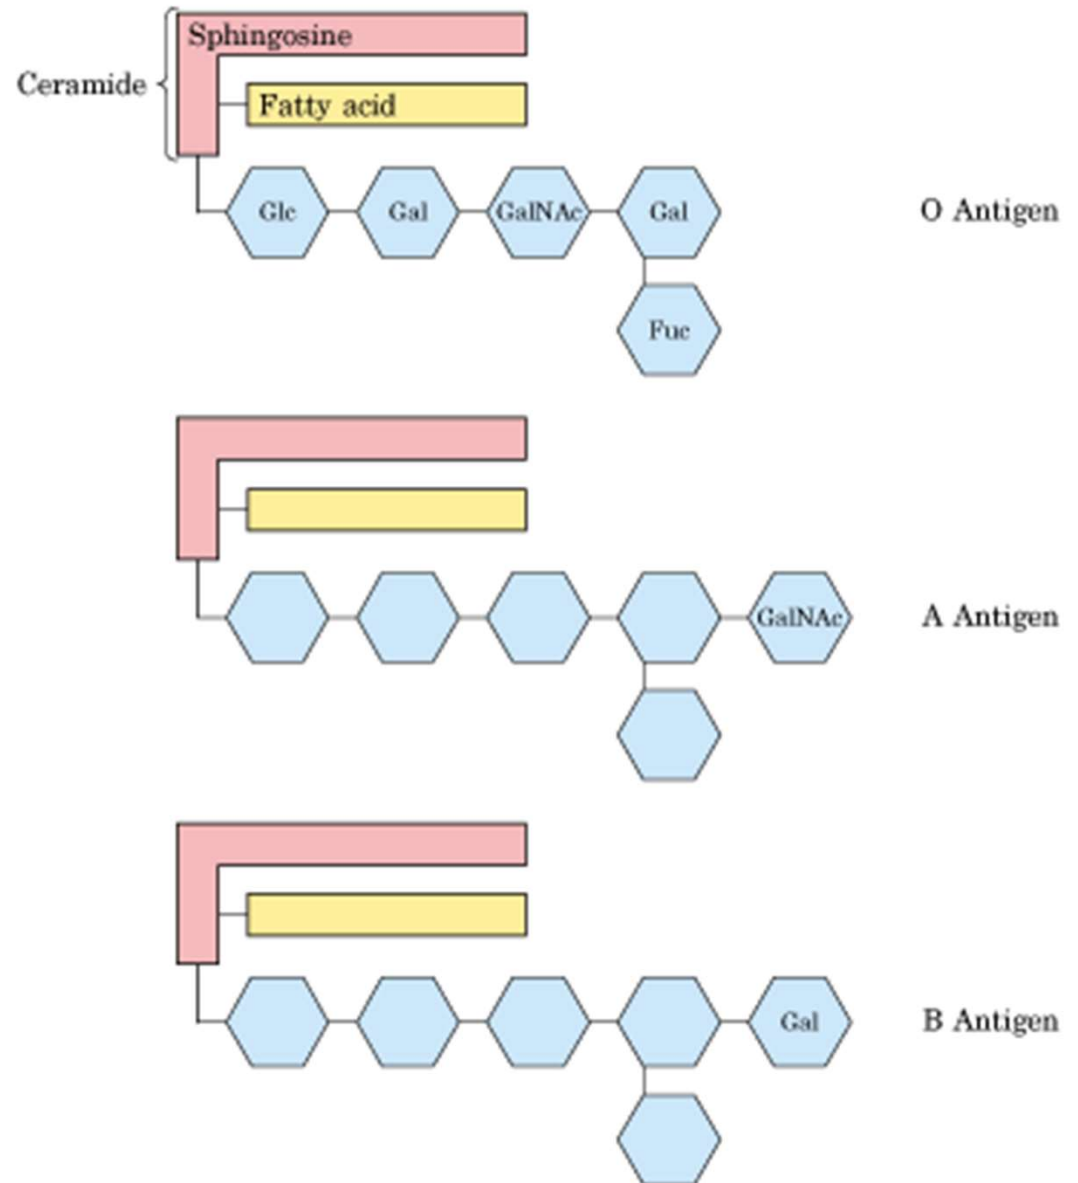 Sphingosine
Ceramide
Fatty acid
Glc Gal GalNAc Gal O Antigen
Fuc
GalNAc A Antigen
Gal B Antigen